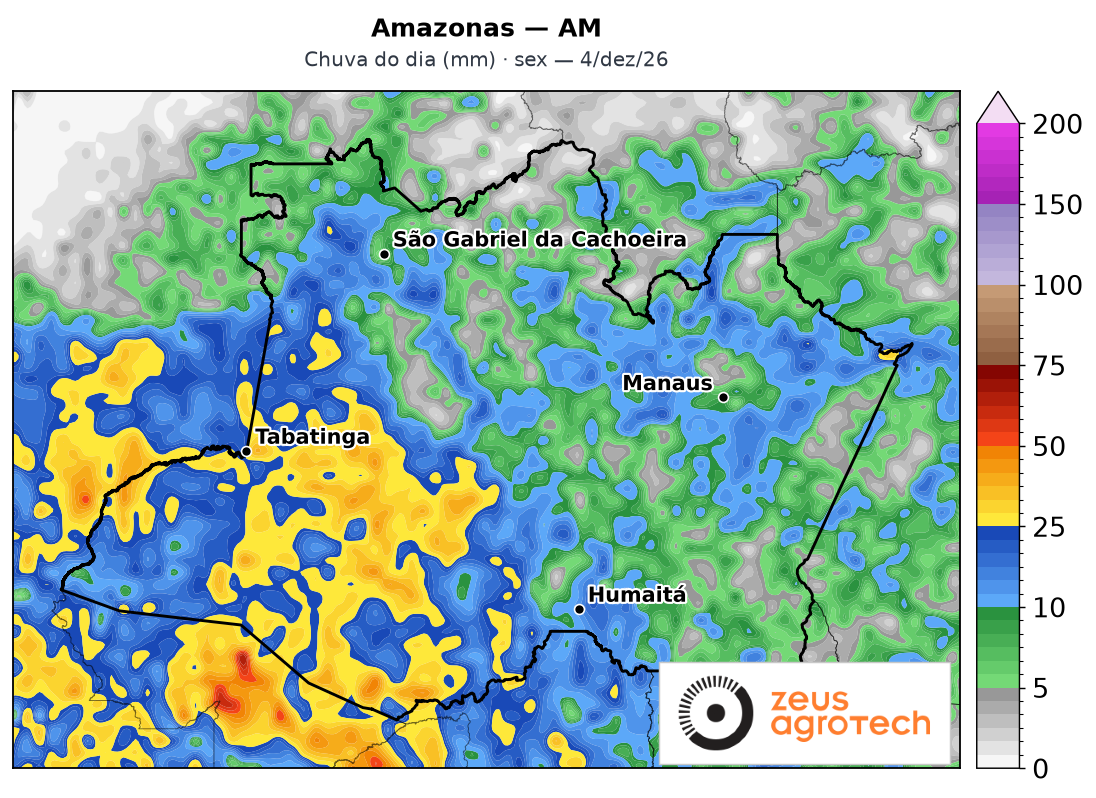 Amazonas — AM
Chuva do dia (mm) · sex — 4/dez/26
São Gabriel da Cachoeira
Manaus
Tabatinga
Humaitá
200
150
100
75
50
25
10
5
0
zeus
agrotech